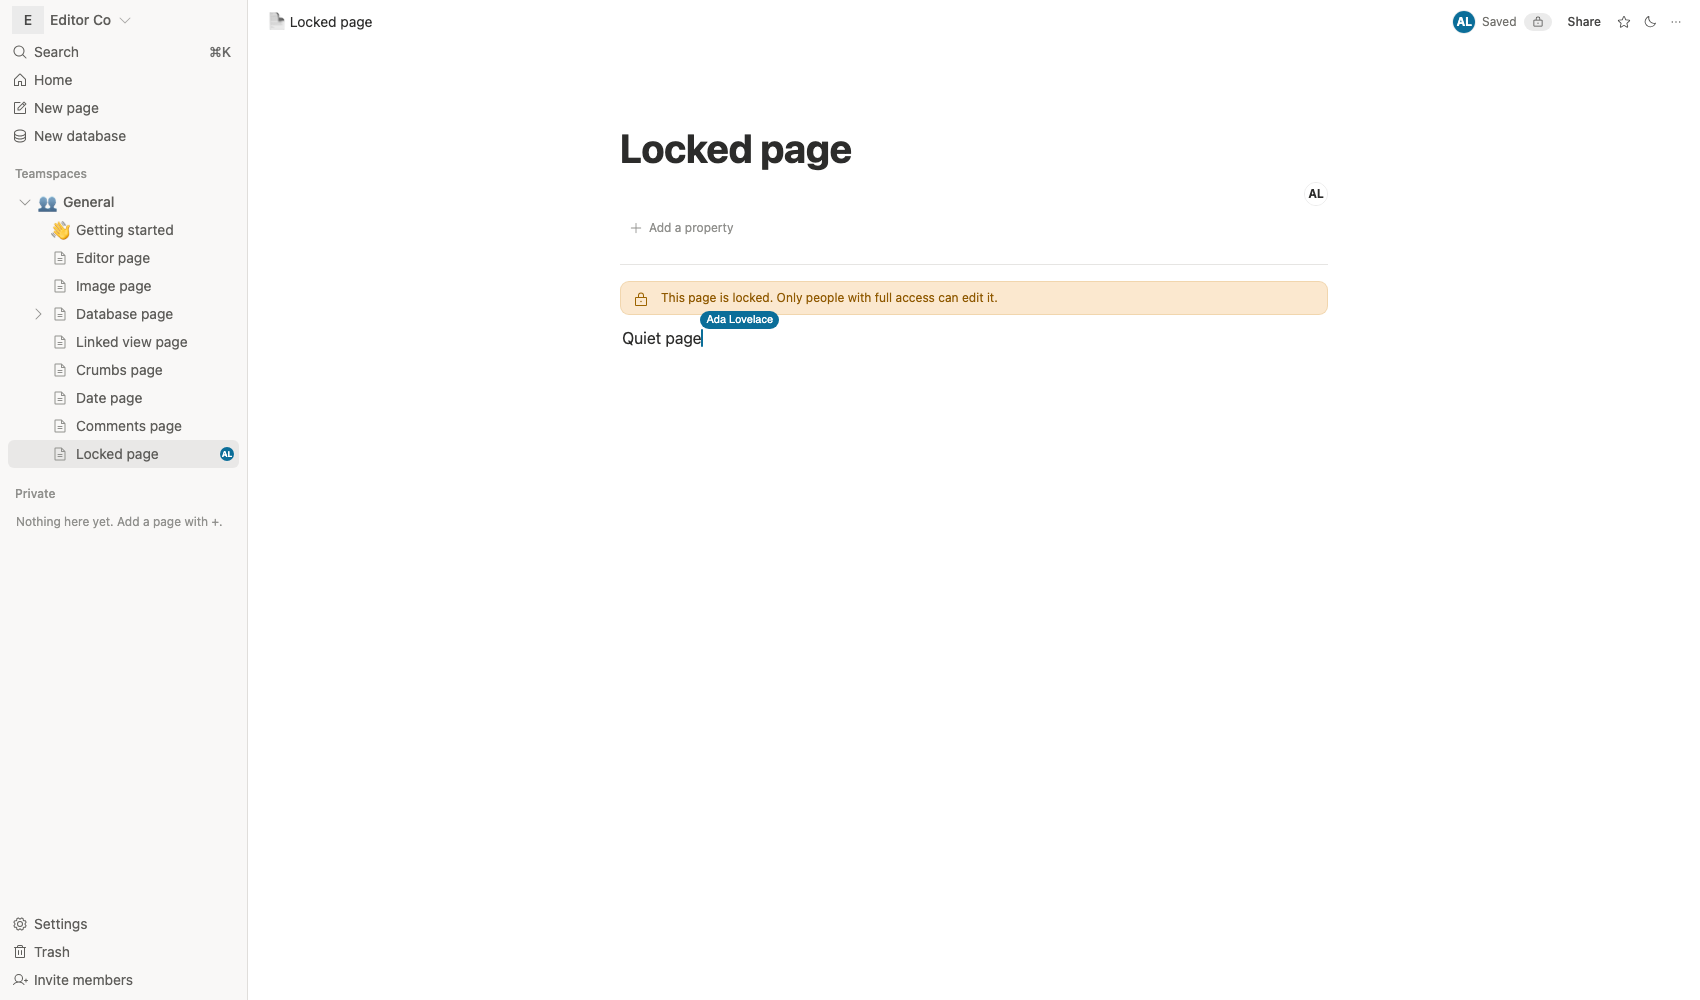 E Editor Co
Search ⌘K
Home
New page
New database
Teamspaces
General
Getting started
Editor page
Image page
Database page
Linked view page
Crumbs page
Date page
Comments page
Locked page AL
Private
Nothing here yet. Add a page with +.
Settings
Trash
Invite members
Locked page
AL Saved Share
Locked page
AL
Add a property
This page is locked. Only people with full access can edit it.
Ada Lovelace
Quiet page